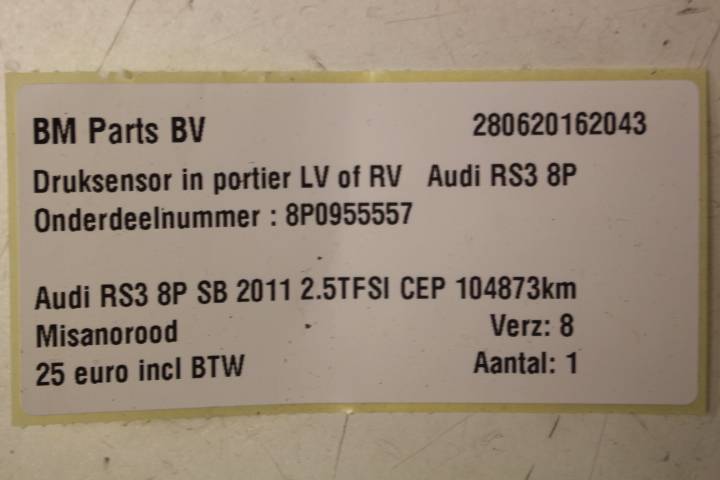 BM Parts BV 280620162043
Druksensor in portier LV of RV Audi RS3 8P
Onderdeelnummer : 8P0955557
Audi RS3 8P SB 2011 2.5TFSI CEP 104873km
Misanorood Verz: 8
25 euro incl BTW Aantal: 1